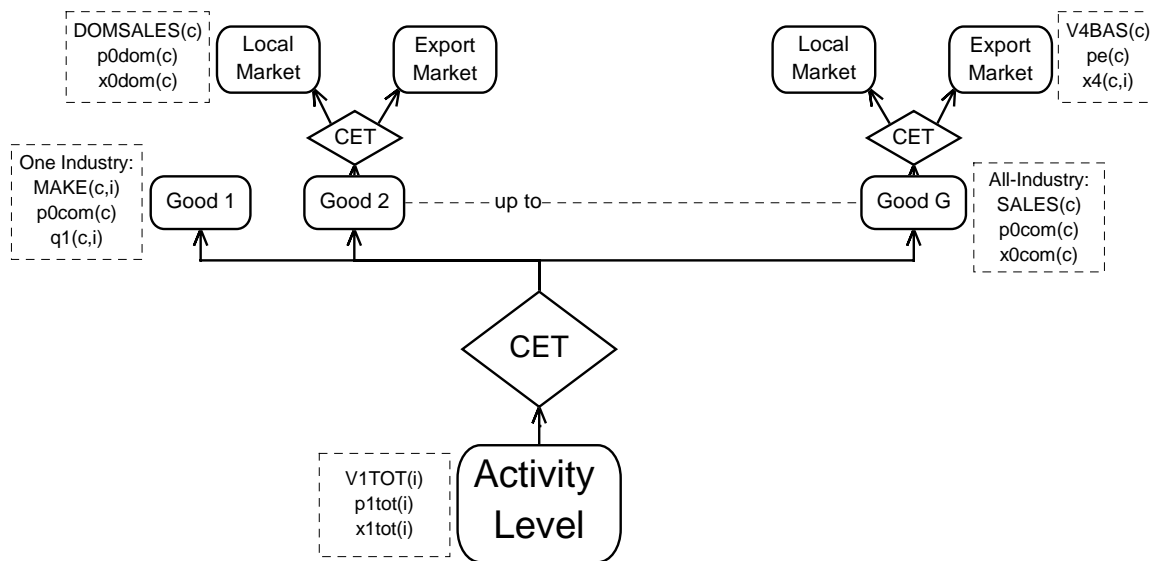 DOMSALES(c)
p0dom(c)
x0dom(c)
Local
Market
Export
Market
Local
Market
Export
Market
V4BAS(c)
pe(c)
x4(c,i)
CET
CET
One Industry:
MAKE(c,i)
p0com(c)
q1(c,i)
Good 1
Good 2
up to
Good G
All-Industry:
SALES(c)
p0com(c)
x0com(c)
CET
V1TOT(i)
p1tot(i)
x1tot(i)
Activity
Level